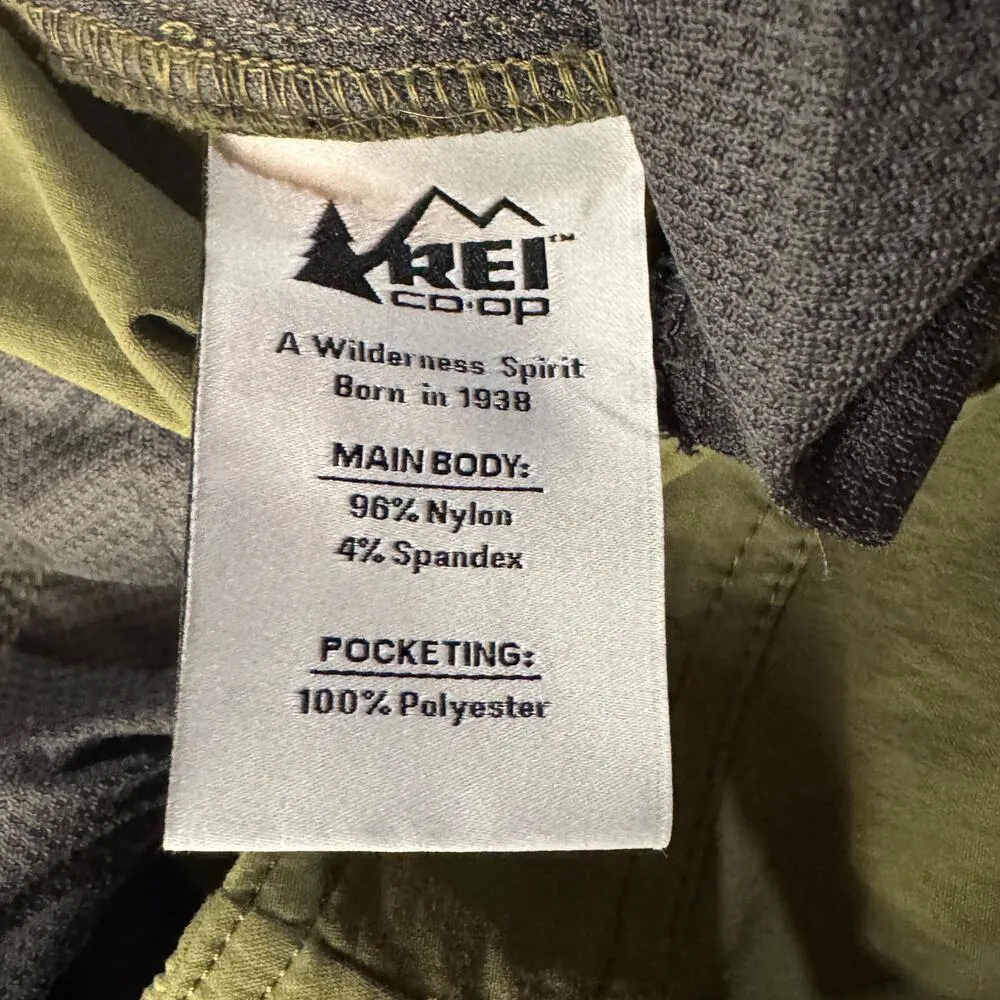 REI™
co·op
A Wilderness Spirit
Born in 1938
MAIN BODY:
96% Nylon
4% Spandex
POCKETING:
100% Polyester